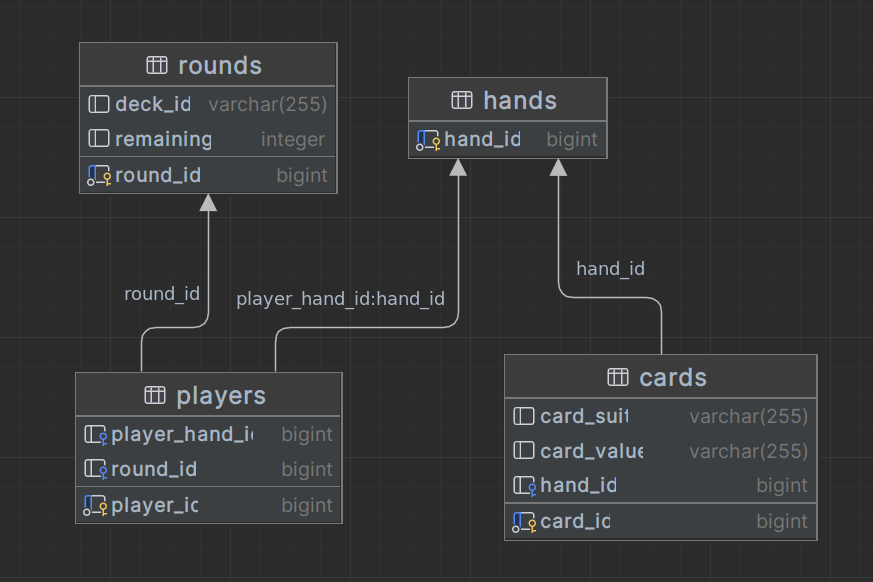 rounds
deck_id varchar(255)
remaining integer
round_id bigint
hands
hand_id bigint
round_id
player_hand_id:hand_id
hand_id
players
player_hand_i bigint
round_id bigint
player_id bigint
cards
card_suit varchar(255)
card_value varchar(255)
hand_id bigint
card_id bigint